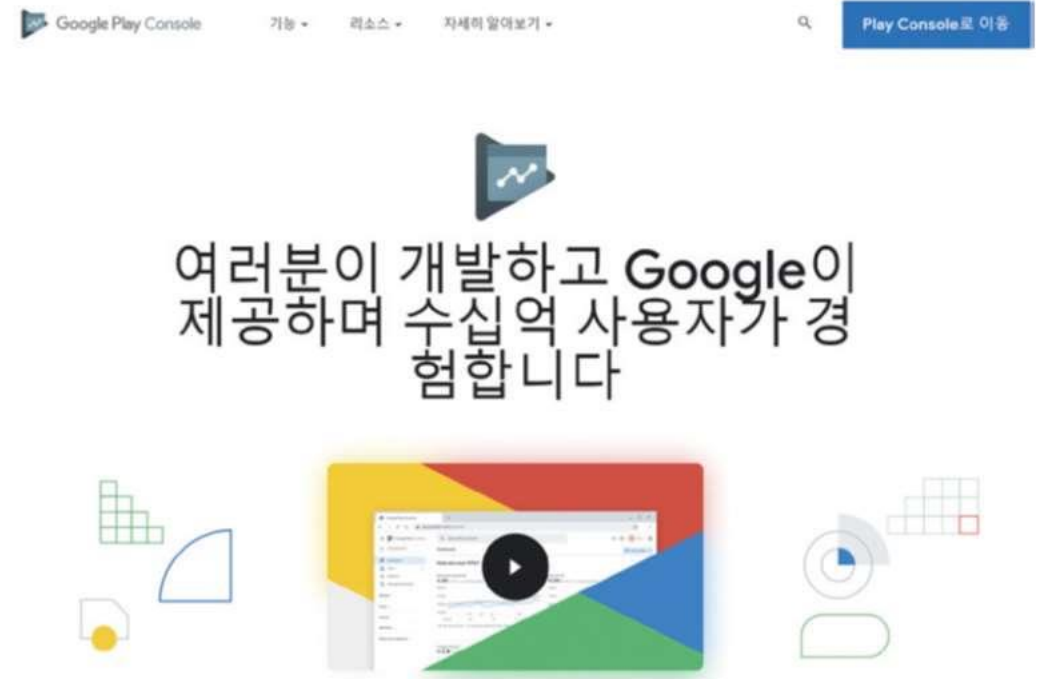 Google Play Console
기능
리소스
자세히 알아보기
Play Console로 이동
여러분이 개발하고 Google이
제공하며 수십억 사용자가 경
험합니다